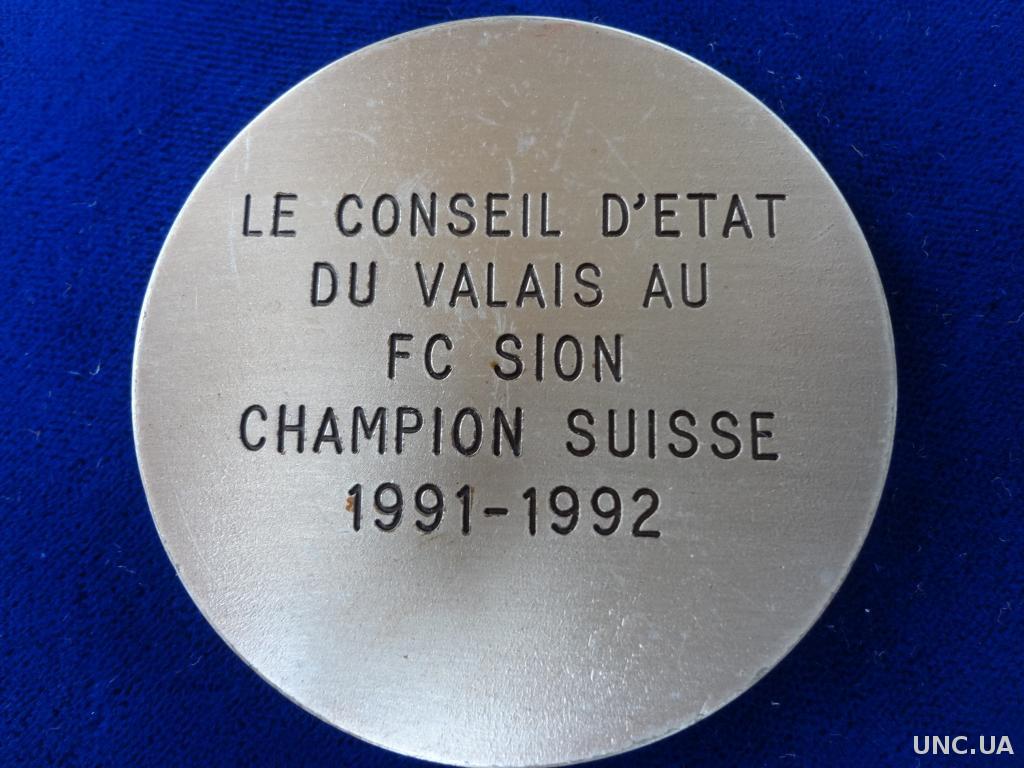 LE CONSEIL D'ETAT
DU VALAIS AU
FC SION
CHAMPION SUISSE
1991-1992
UNC.UA